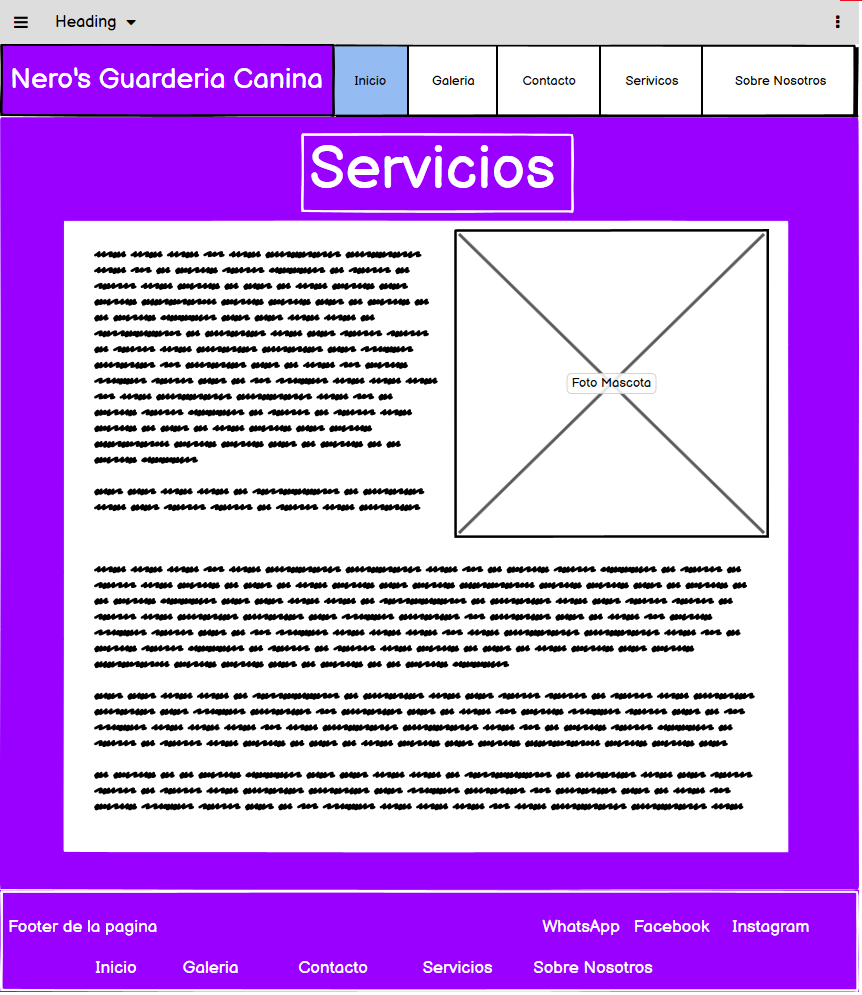 Heading
Nero's Guarderia Canina Inicio Galeria Contacto Serivicos Sobre Nosotros
Servicios
Foto Mascota
Footer de la pagina WhatsApp Facebook Instagram
Inicio Galeria Contacto Servicios Sobre Nosotros